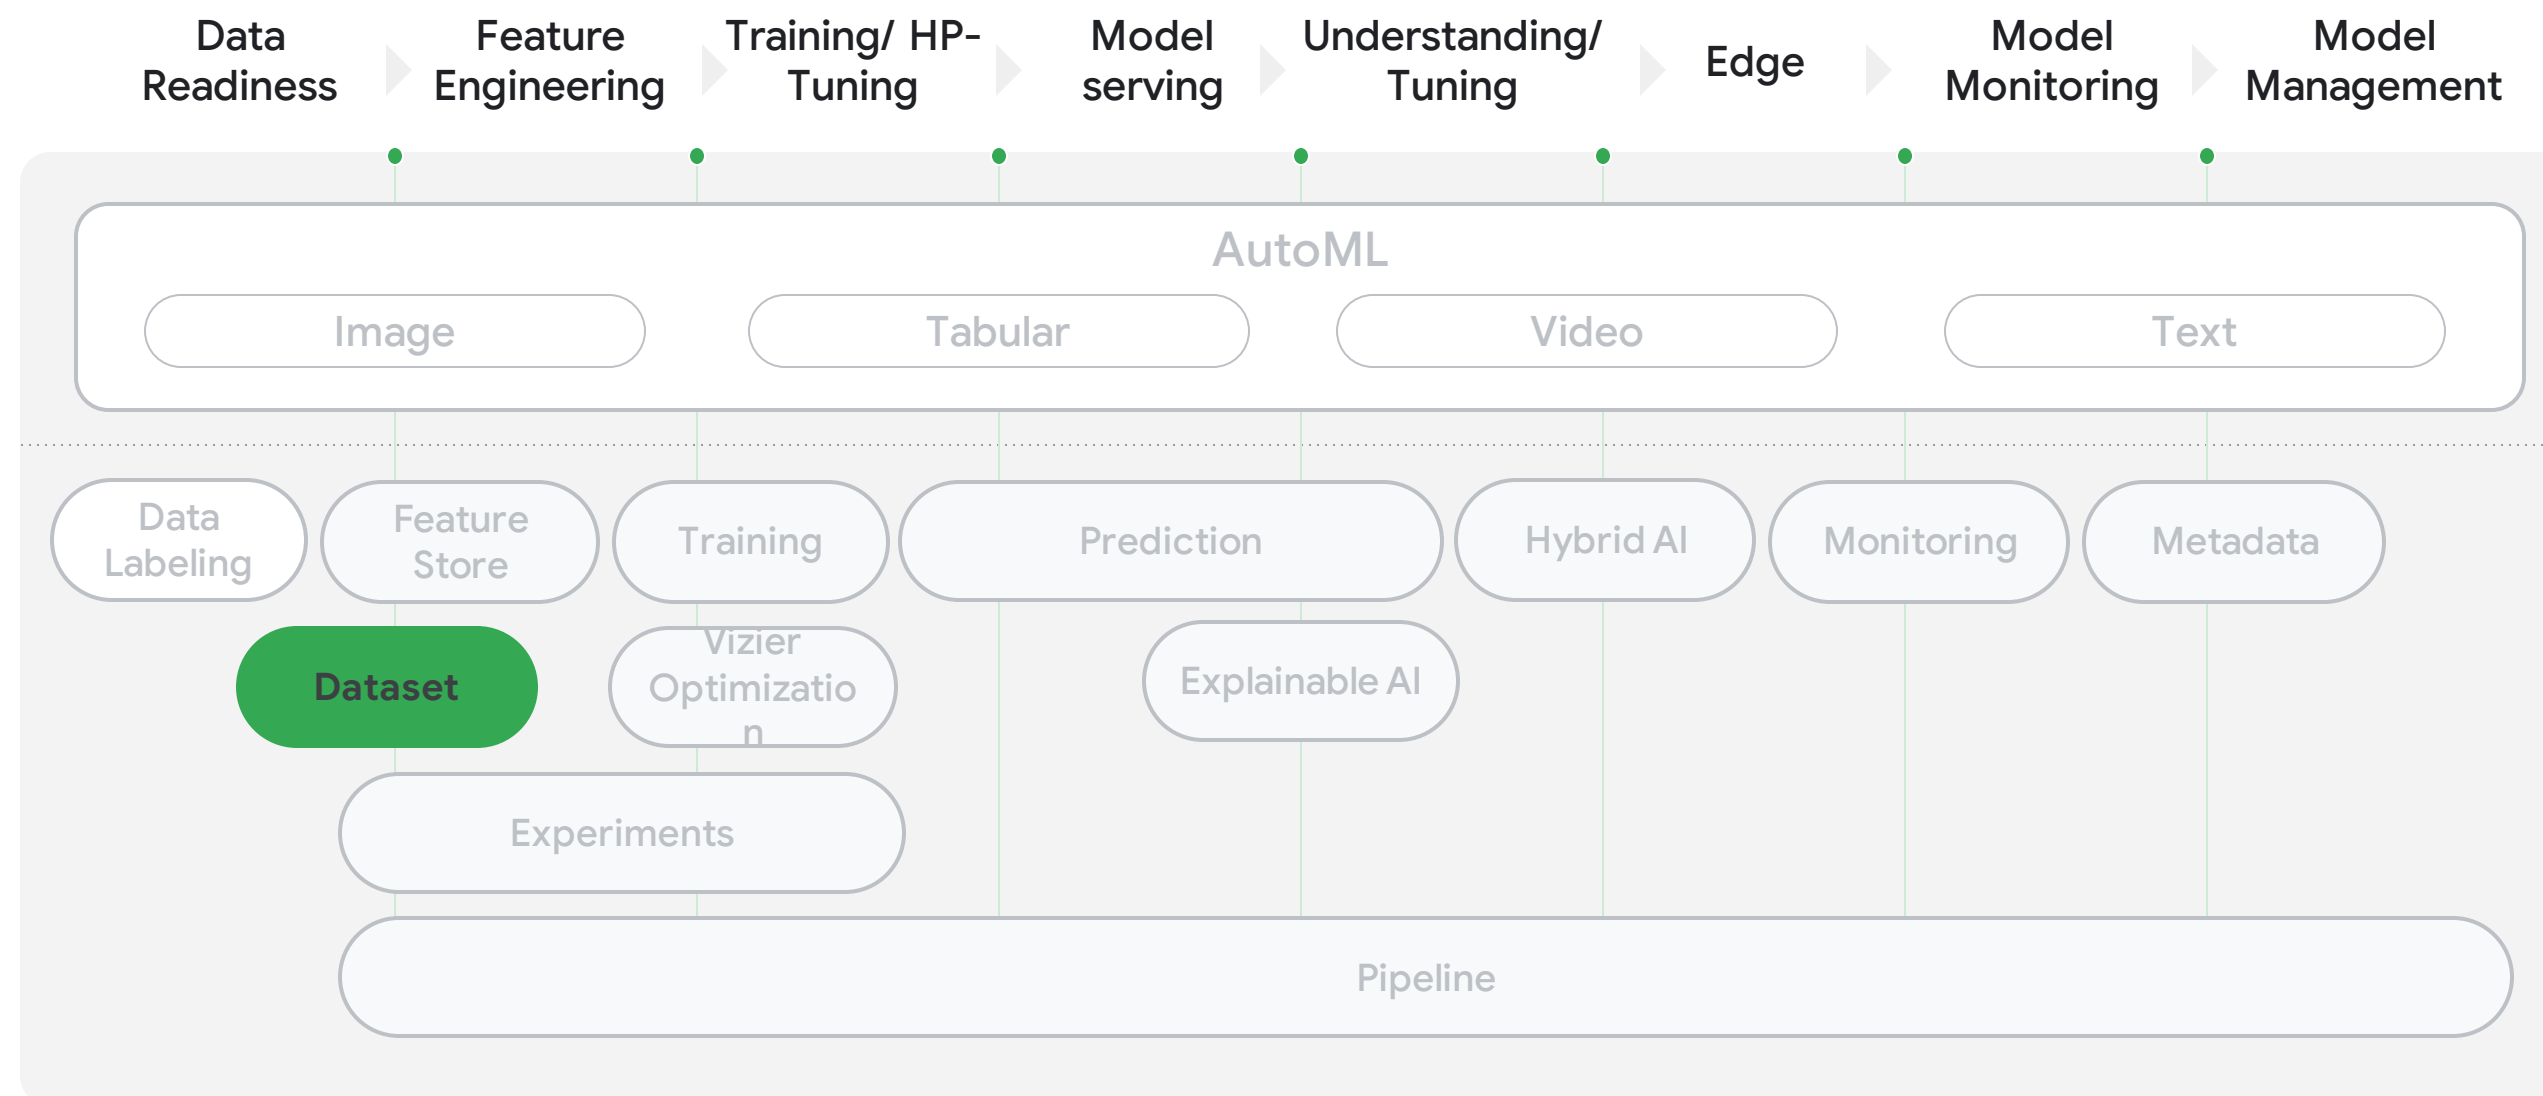 Data
Readiness
Feature
Engineering
Training/ HP-
Tuning
Model
serving
Understanding/
Tuning
Edge
Model
Monitoring
Model
Management
AutoML
Image
Tabular
Video
Text
Data
Labeling
Feature
Store
Training
Prediction
Hybrid AI
Monitoring
Metadata
Dataset
Vizier
Optimizatio
n
Explainable AI
Experiments
Pipeline